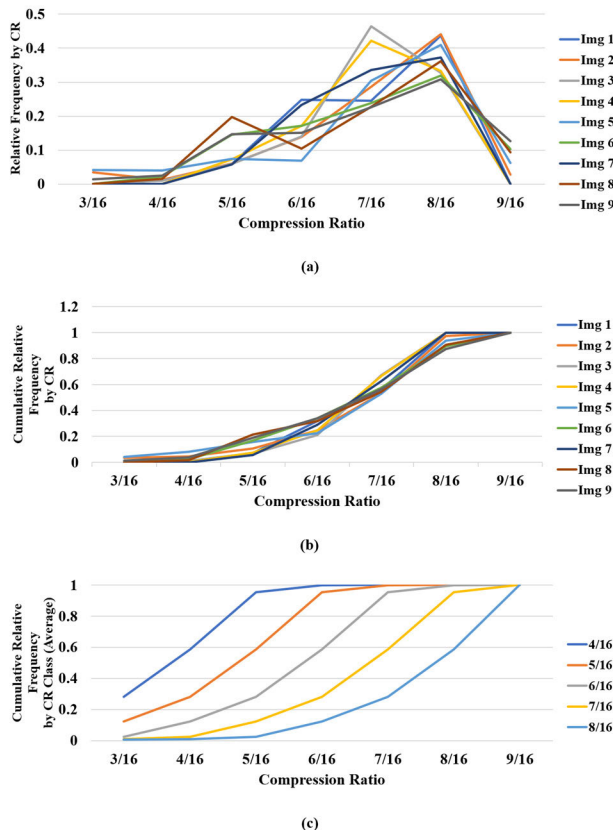 Relative Frequency by CR
0.5
0.4
0.3
0.2
0.1
0
3/16 4/16 5/16 6/16 7/16 8/16 9/16
Compression Ratio
Img 1
Img 2
Img 3
Img 4
Img 5
Img 6
Img 7
Img 8
Img 9
(a)
Cumulative Relative
Frequency
by CR
1.2
1
0.8
0.6
0.4
0.2
0
3/16 4/16 5/16 6/16 7/16 8/16 9/16
Compression Ratio
Img 1
Img 2
Img 3
Img 4
Img 5
Img 6
Img 7
Img 8
Img 9
(b)
Cumulative Relative
Frequency
by CR Class (Average)
1
0.8
0.6
0.4
0.2
0
3/16 4/16 5/16 6/16 7/16 8/16 9/16
Compression Ratio
4/16
5/16
6/16
7/16
8/16
(c)